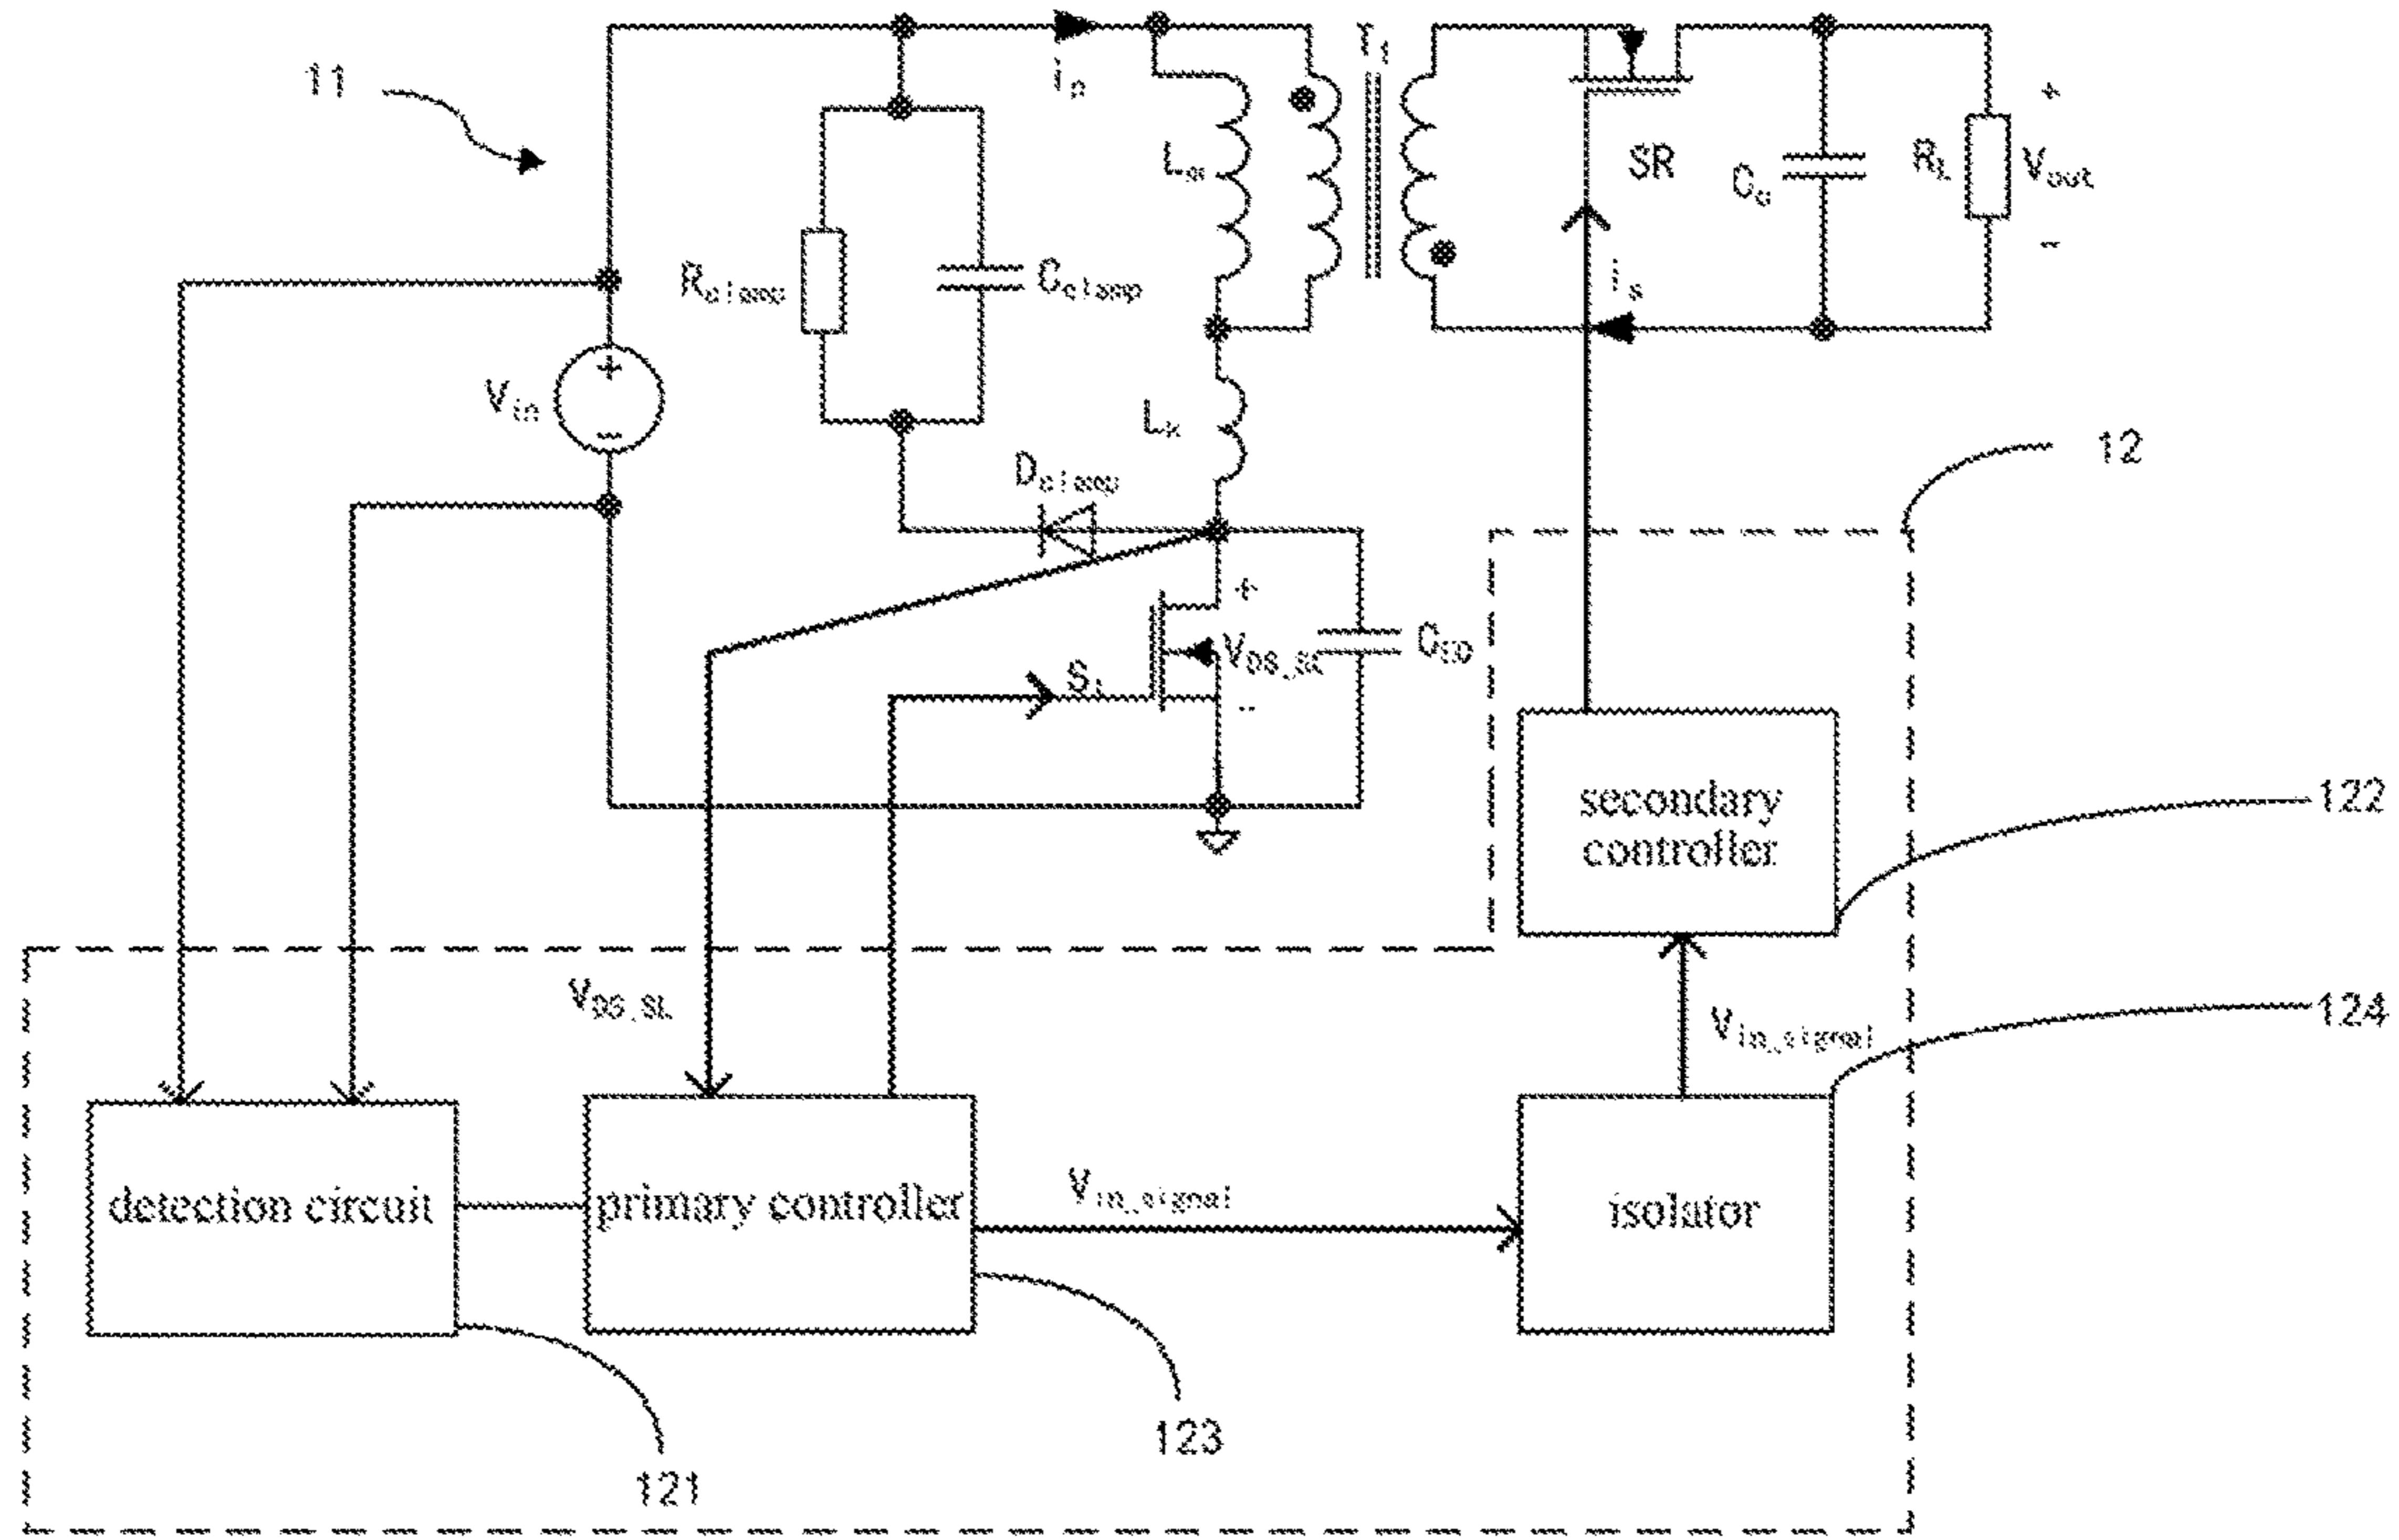 11
ip
T1
Lm
SR
Co
RL
+
Vout
-
is
Rclamp
Cclamp
Vin
+
-
Lk
Dclamp
12
+
VDS_S1
-
S1
secondary
controller
122
VDS_S1
Vin_signal
124
detection circuit
primary controller
Vin_signal
isolator
123
121